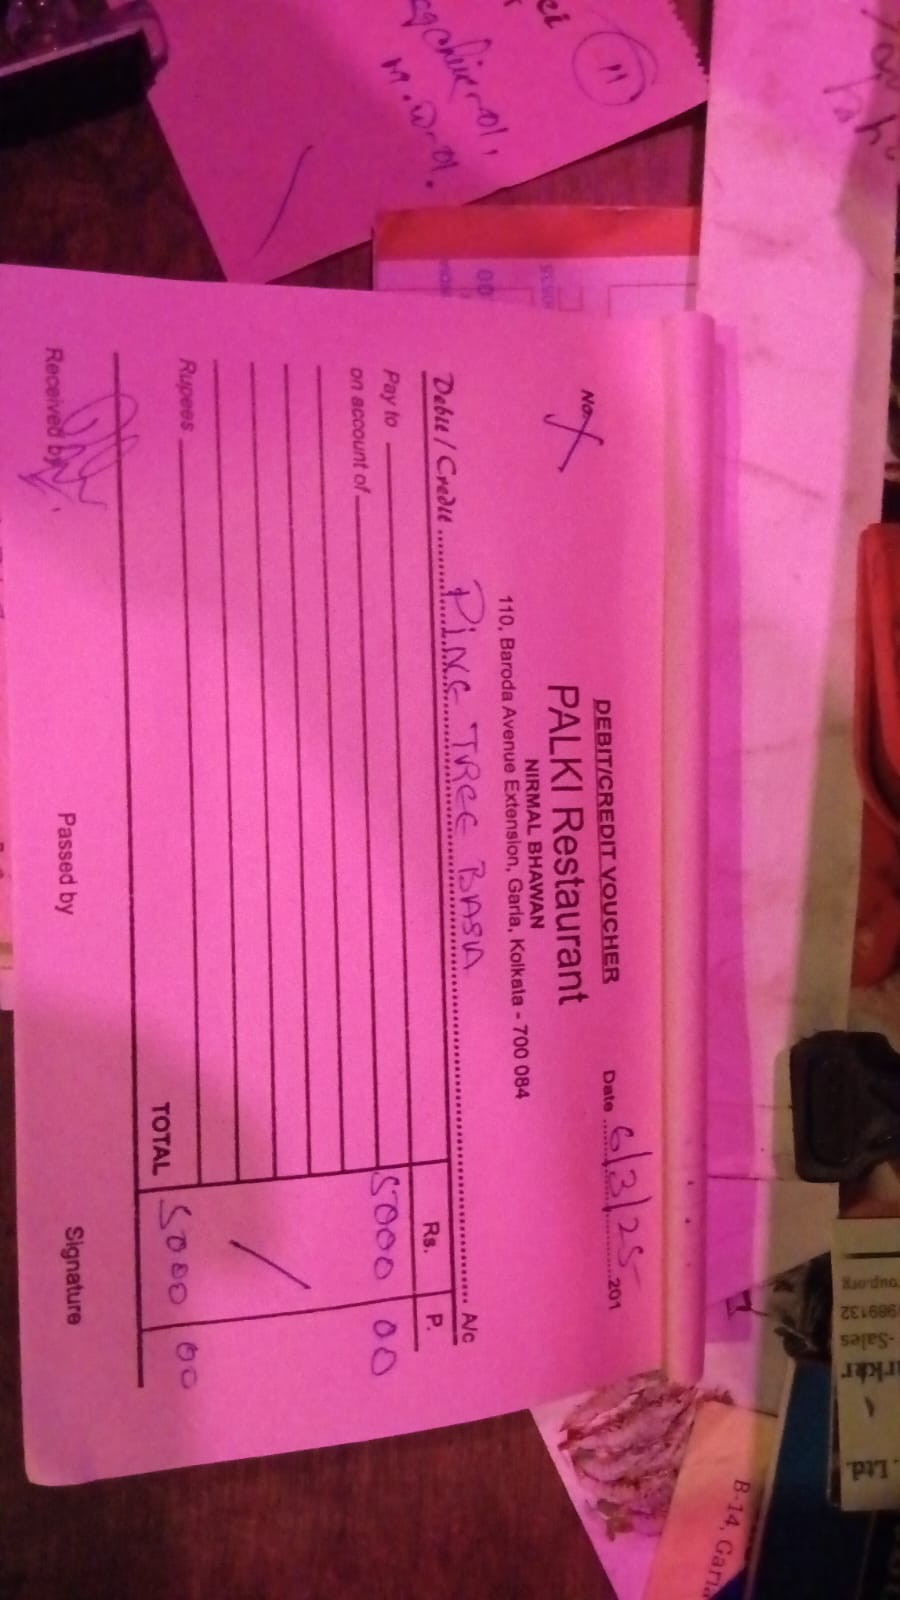 DEBIT/CREDIT VOUCHER
No.
Date 6/3/25 201
PALKI Restaurant
NIRMAL BHAWAN
110, Baroda Avenue Extension, Garia, Kolkata - 700 084
Debit / Credit PINE TREE BASA A/c
Rs. P.
Pay to 5000 00
on account of
Rupees
TOTAL 5000 00
Received by
Passed by
Signature
11
M.
B-14, Garia
989132
Sales
Ltd.